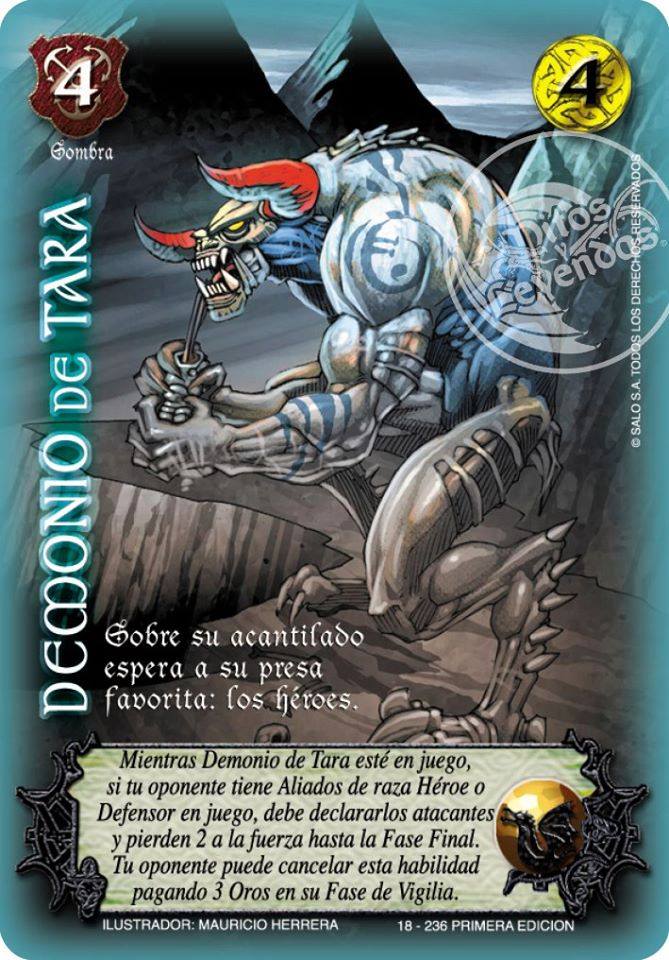 4
Sombra
4
DEMONIO DE TARA
Mitos
y
Leyendas
®
© SALO S.A. TODOS LOS DERECHOS RESERVADOS
Sobre su acantilado
espera a su presa
favorita: los héroes.
Mientras Demonio de Tara esté en juego,
si tu oponente tiene Aliados de raza Héroe o
Defensor en juego, debe declararlos atacantes
y pierden 2 a la fuerza hasta la Fase Final.
Tu oponente puede cancelar esta habilidad
pagando 3 Oros en su Fase de Vigilia.
ILUSTRADOR: MAURICIO HERRERA
18 - 236 PRIMERA EDICION